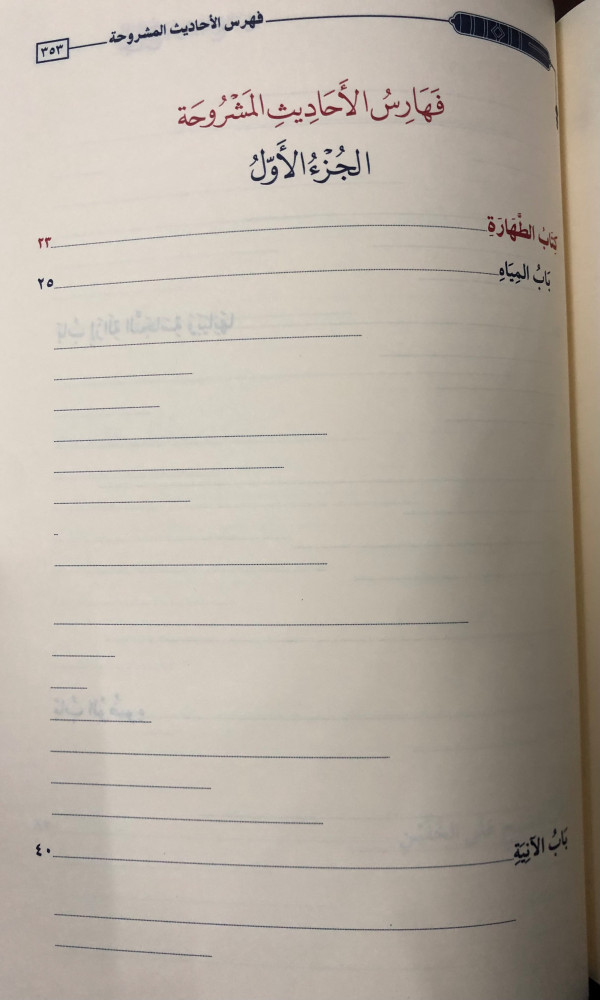 فهرس الأحاديث المشروحة ٣٥٣
فَهَارِسُ الأَحَادِيثِ المَشْرُوحَة
الجُزْءُ الأَوَّلُ
كِتَابُ الطَّهَارَةِ ٢٣
بَابُ المِيَاهِ ٢٥
بَابُ الآنِيَةِ ٤٠